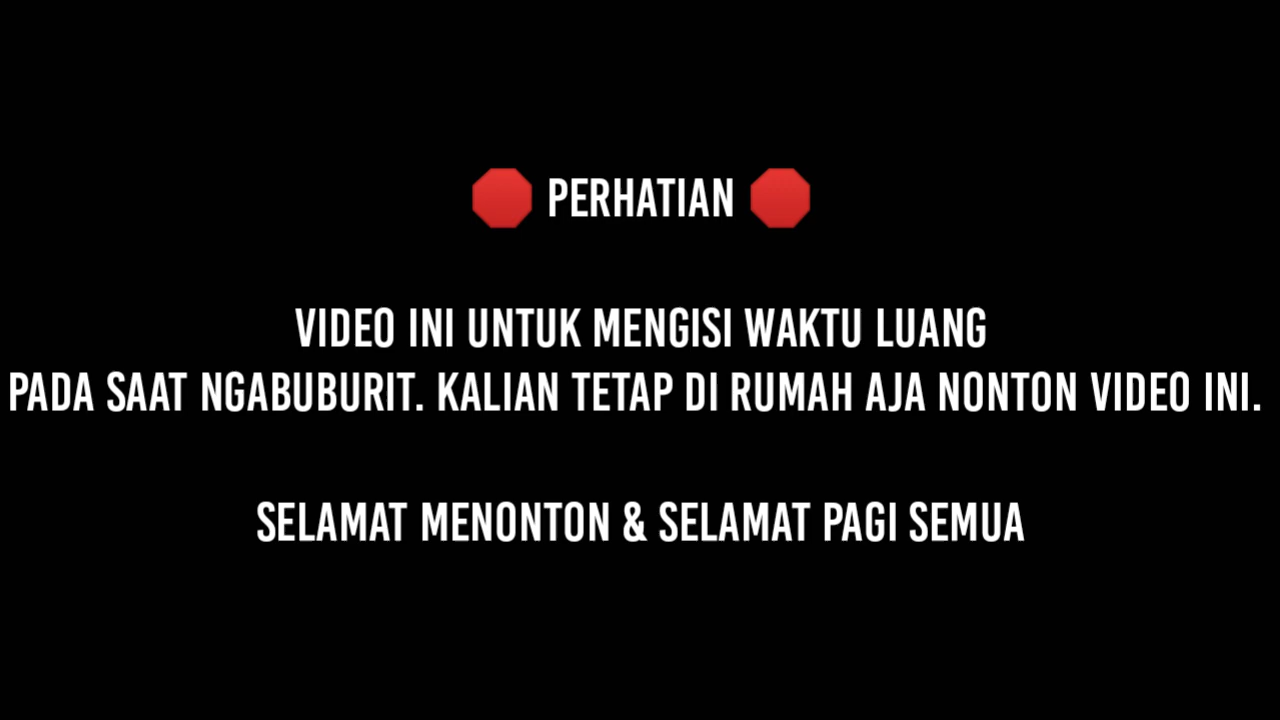 🛑 PERHATIAN 🛑
VIDEO INI UNTUK MENGISI WAKTU LUANG
PADA SAAT NGABUBURIT. KALIAN TETAP DI RUMAH AJA NONTON VIDEO INI.
SELAMAT MENONTON & SELAMAT PAGI SEMUA